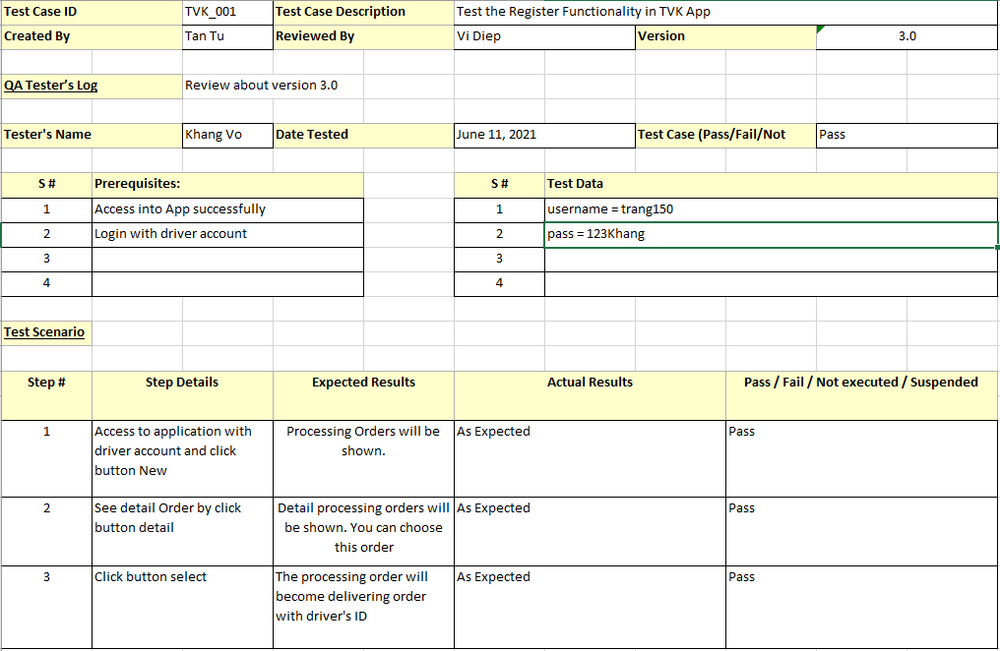 Test Case ID TVK_001 Test Case Description Test the Register Functionality in TVK App
Created By Tan Tu Reviewed By Vi Diep Version 3.0
QA Tester's Log Review about version 3.0
Tester's Name Khang Vo Date Tested June 11, 2021 Test Case (Pass/Fail/Not Pass
S # Prerequisites: S # Test Data
1 Access into App successfully 1 username = trang150
2 Login with driver account 2 pass = 123Khang
3 3
4 4
Test Scenario
Step # Step Details Expected Results Actual Results Pass / Fail / Not executed / Suspended
1 Access to application with Processing Orders will be As Expected Pass
driver account and click shown.
button New
2 See detail Order by click Detail processing orders will As Expected Pass
button detail be shown. You can choose
this order
3 Click button select The processing order will As Expected Pass
become delivering order
with driver's ID